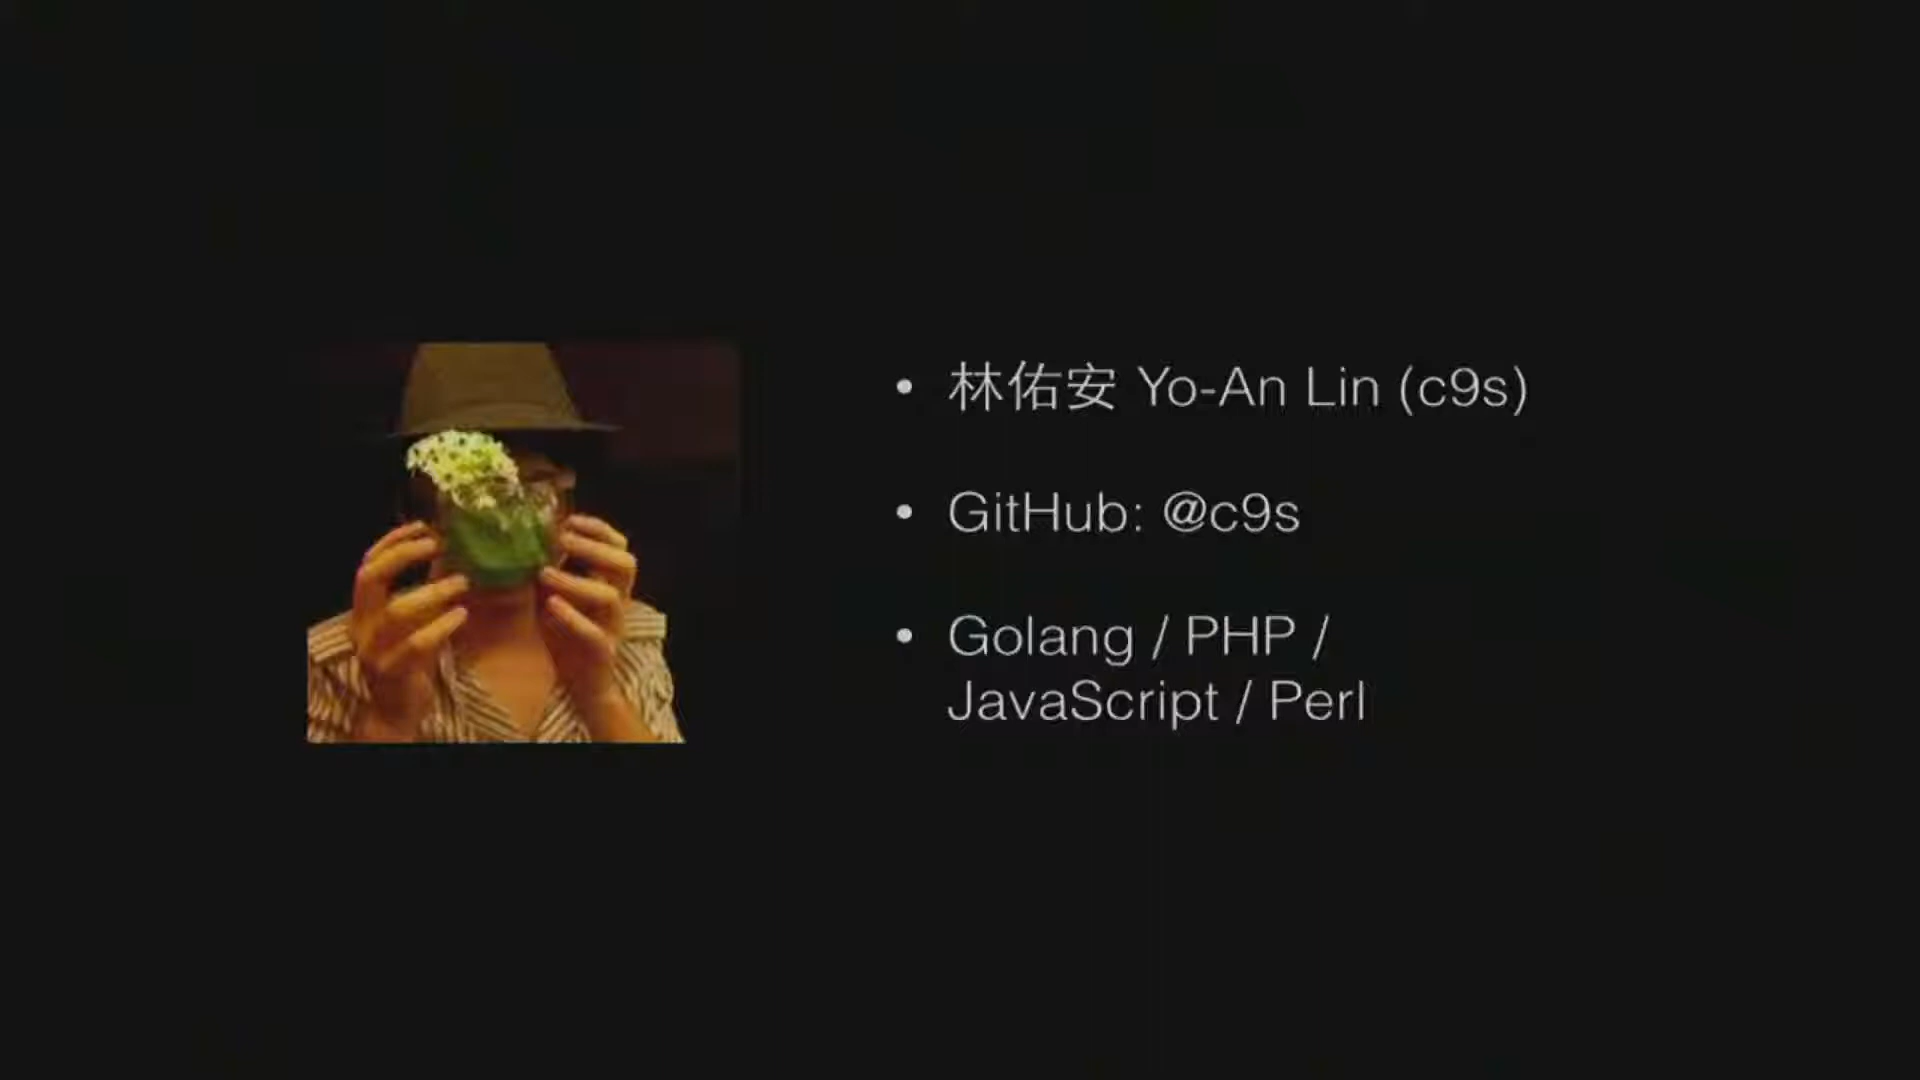 • 林佑安 Yo-An Lin (c9s)
• GitHub: @c9s
• Golang / PHP /
JavaScript / Perl